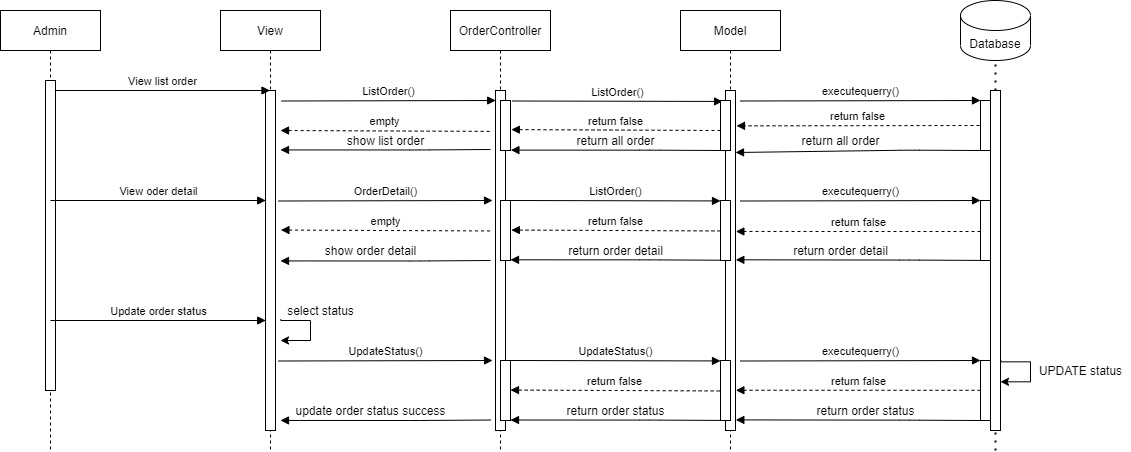 Admin
View
OrderController
Model
Database
View list order
ListOrder()
ListOrder()
executequerry()
empty
return false
return false
show list order
return all order
return all order
View oder detail
OrderDetail()
ListOrder()
executequerry()
empty
return false
return false
show order detail
return order detail
return order detail
Update order status
select status
UpdateStatus()
UpdateStatus()
executequerry()
UPDATE status
return false
return false
update order status success
return order status
return order status